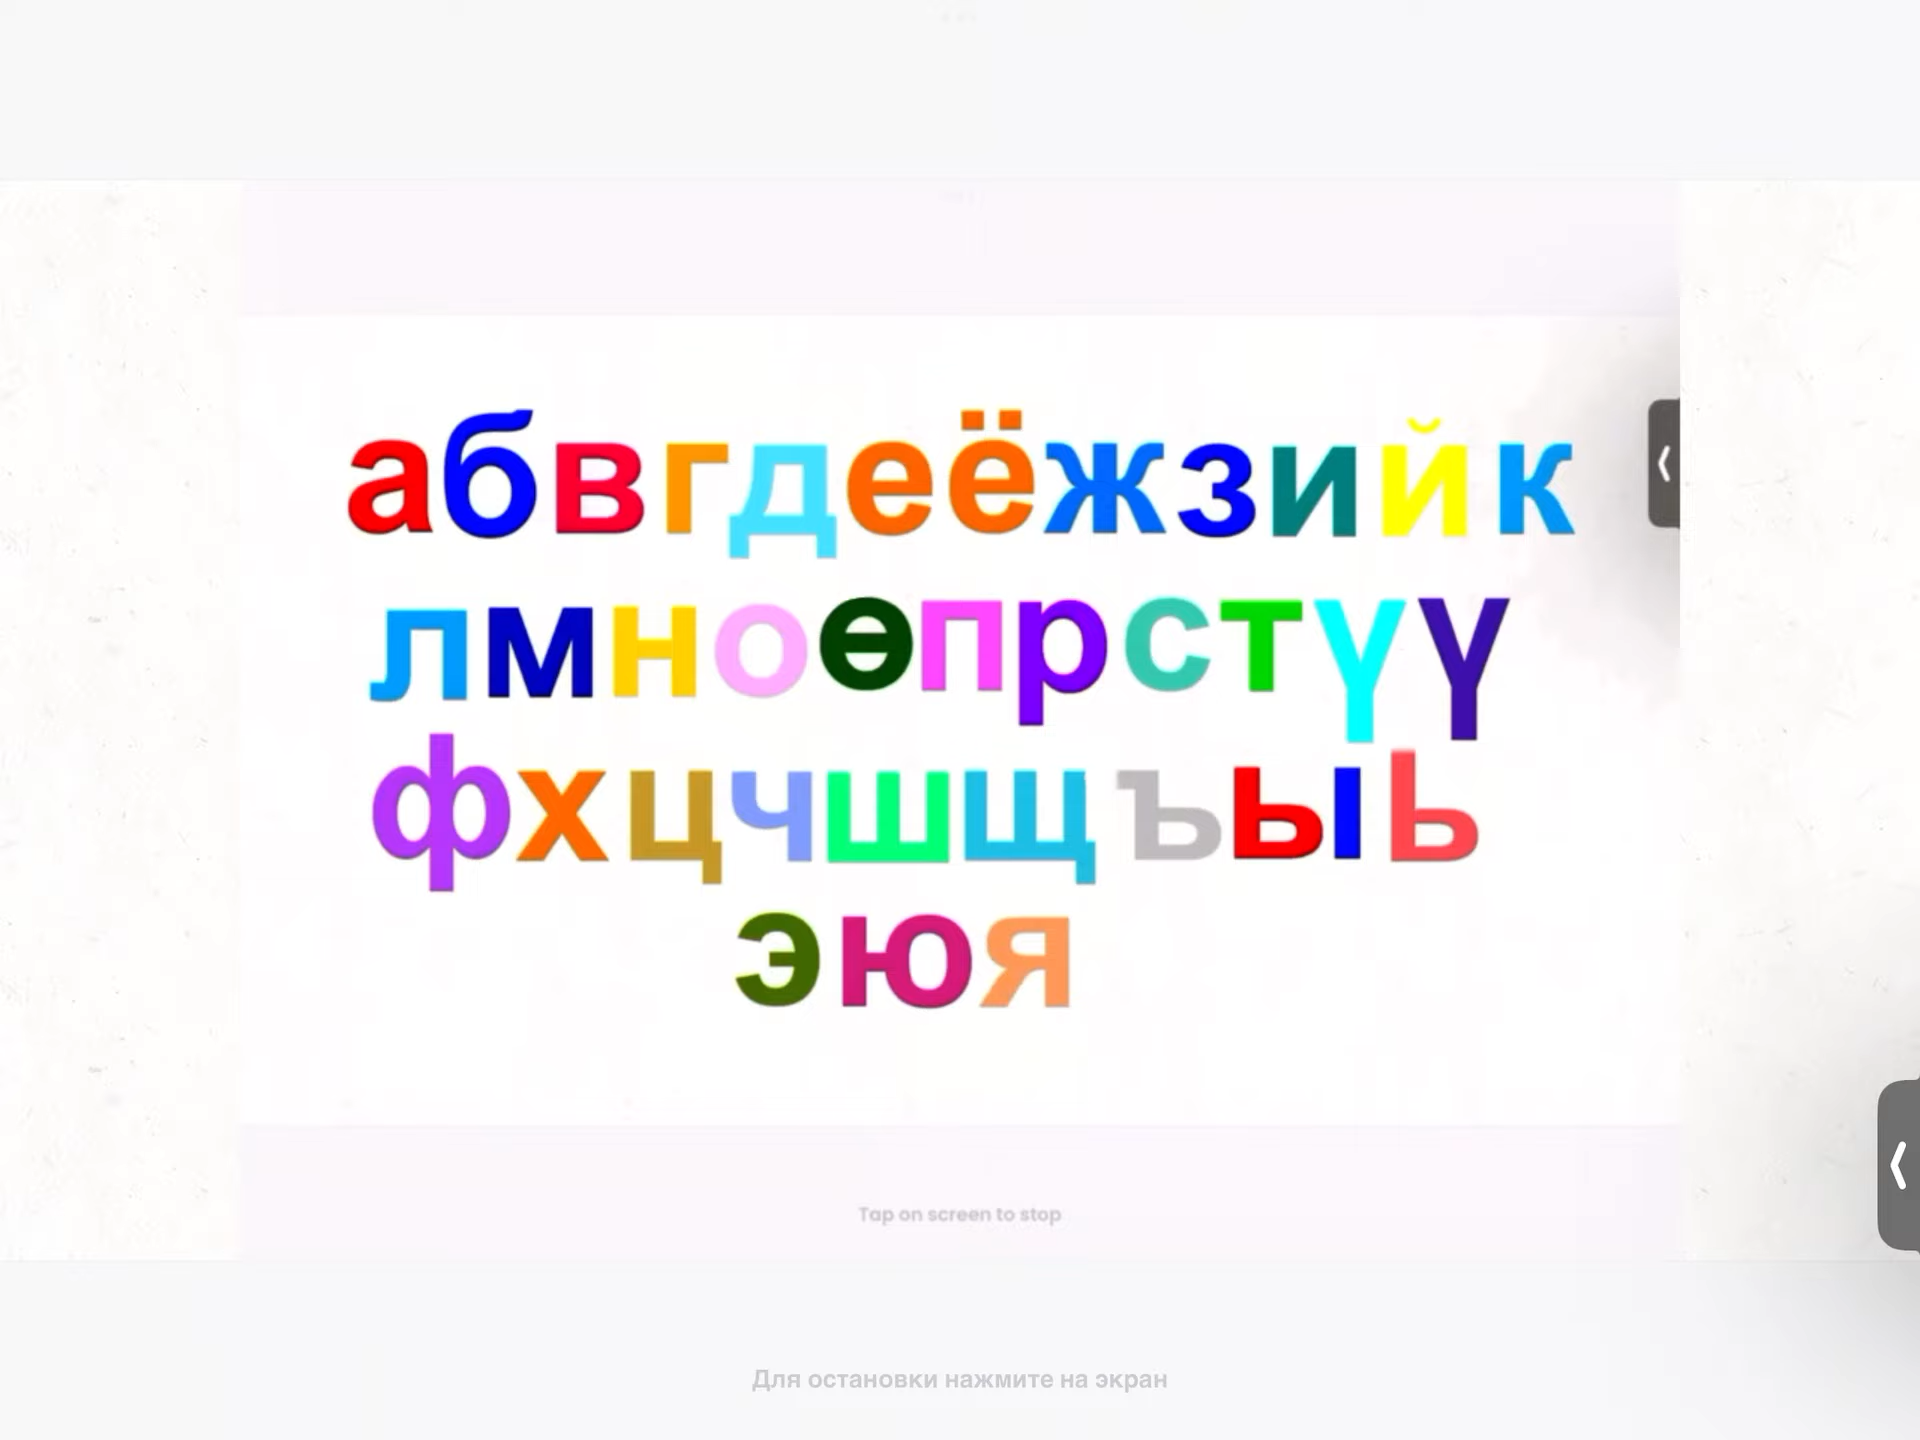 абвгдеёжзийк
лмноөпрстүү
фхцчшщъыь
эюя
Tap on screen to stop
Для остановки нажмите на экран